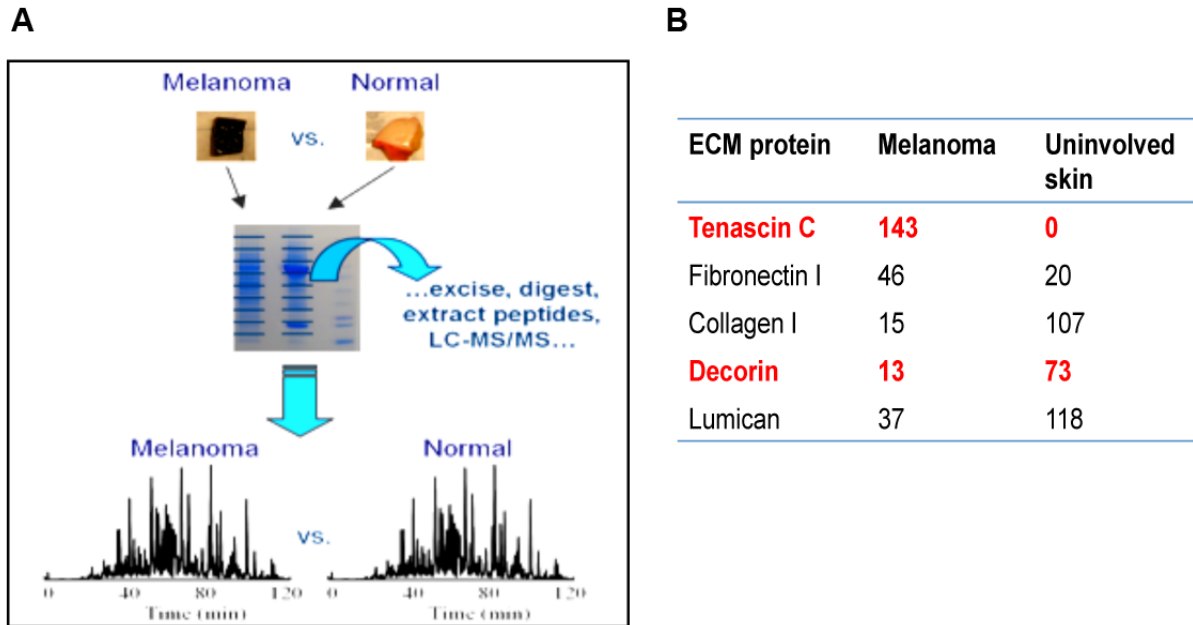 A
Melanoma Normal
vs.
...excise, digest,
extract peptides,
LC-MS/MS...
Melanoma Normal
vs.
0 40 80 120 0 40 80 120
Time (min) Time (min)
B
ECM protein Melanoma Uninvolved
skin
Tenascin C 143 0
Fibronectin I 46 20
Collagen I 15 107
Decorin 13 73
Lumican 37 118